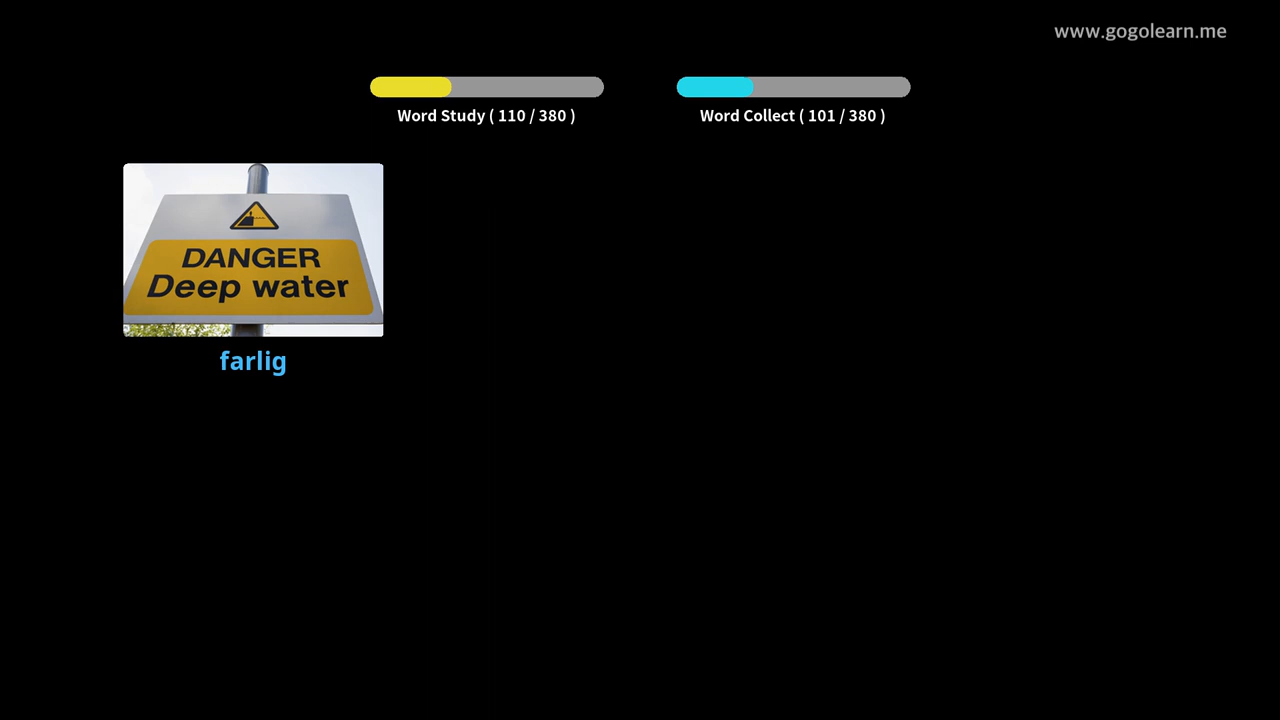 www.gogolearn.me
Word Study ( 110 / 380 )
Word Collect ( 101 / 380 )
DANGER
Deep water
farlig